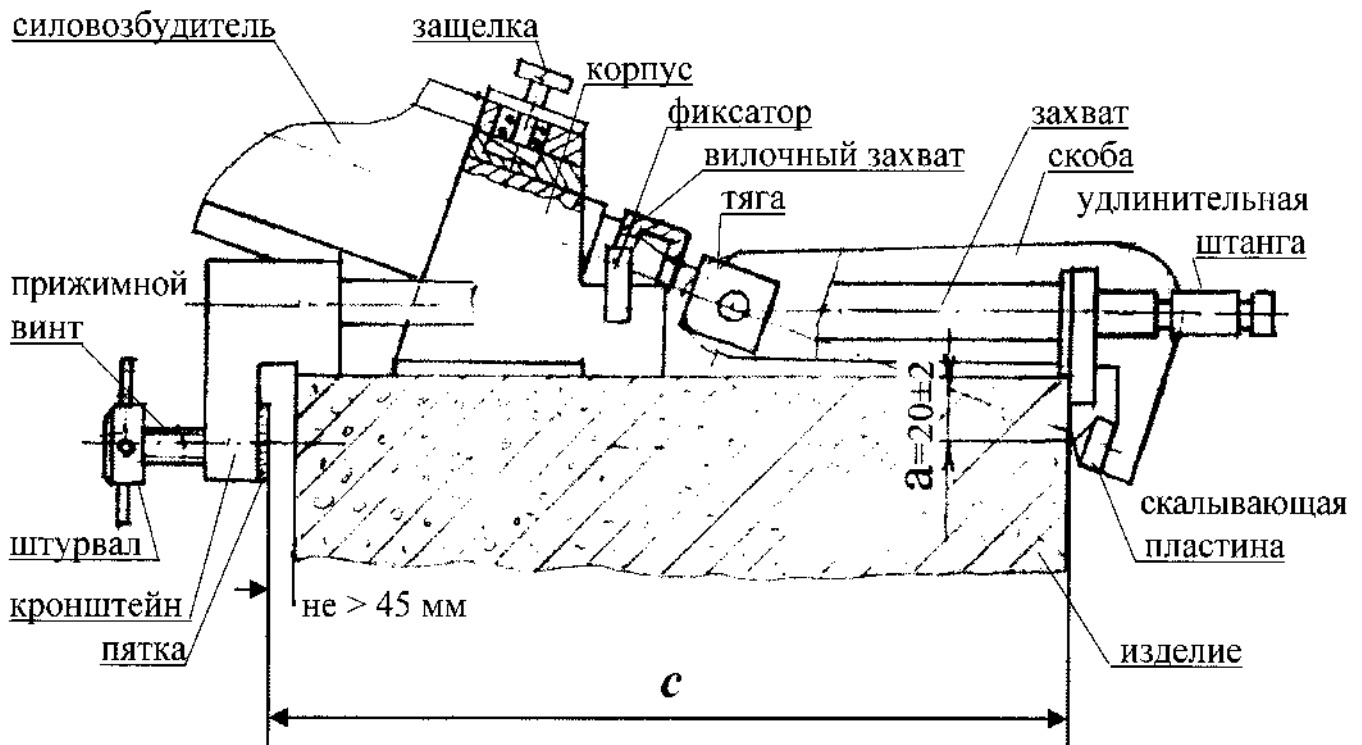 силовозбудитель
защелка
корпус
фиксатор
вилочный захват
тяга
захват
скоба
удлинительная
штанга
прижимной
винт
a=20±2
штурвал
кронштейн
пятка
не > 45 мм
скалывающая
пластина
изделие
c